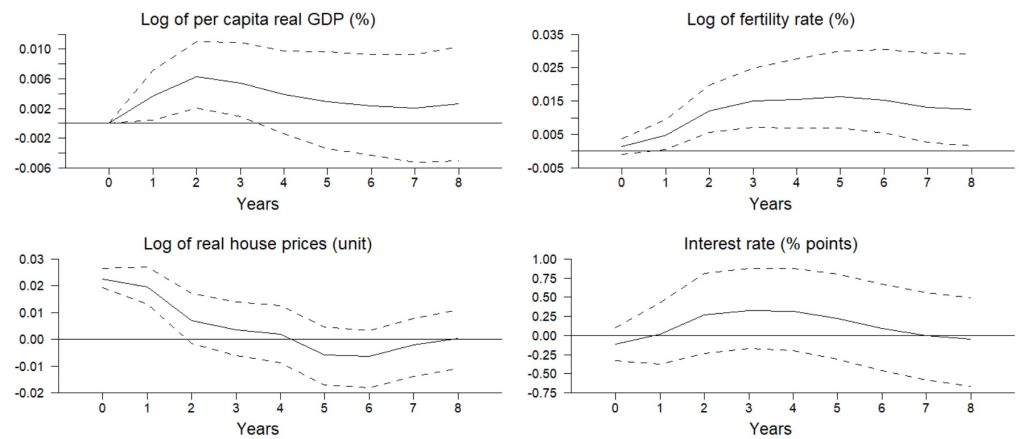 Log of per capita real GDP (%)
0.010
0.006
0.002
-0.002
-0.006
0 1 2 3 4 5 6 7 8
Years
Log of fertility rate (%)
0.035
0.025
0.015
0.005
-0.005
0 1 2 3 4 5 6 7 8
Years
Log of real house prices (unit)
0.03
0.02
0.01
0.00
-0.01
-0.02
0 1 2 3 4 5 6 7 8
Years
Interest rate (% points)
1.00
0.75
0.50
0.25
0.00
-0.25
-0.50
-0.75
0 1 2 3 4 5 6 7 8
Years